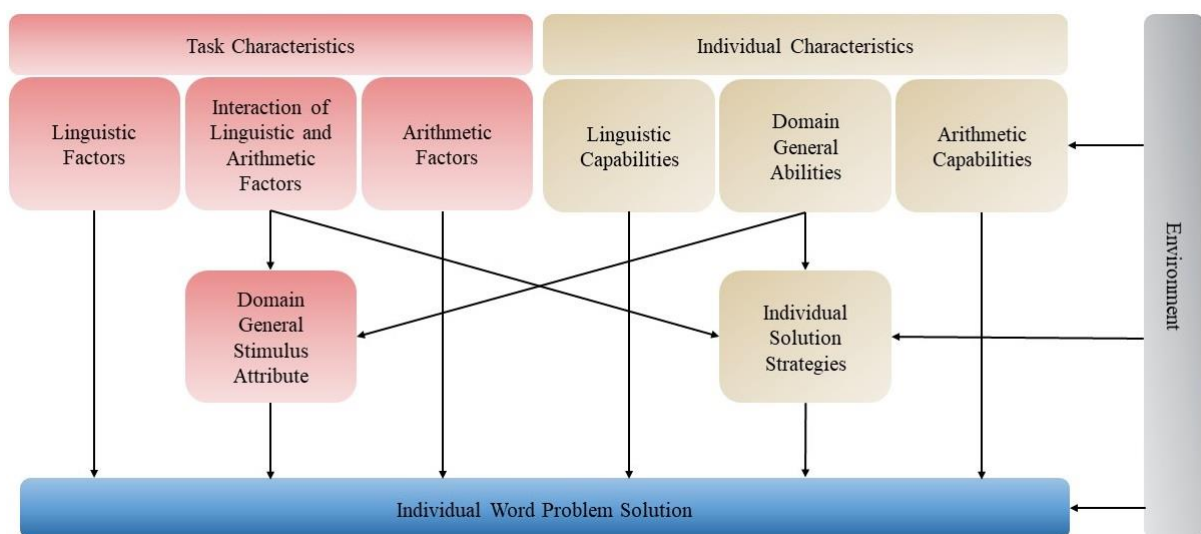 Task Characteristics
Individual Characteristics
Linguistic
Factors
Interaction of
Linguistic and
Arithmetic
Factors
Arithmetic
Factors
Linguistic
Capabilities
Domain
General
Abilities
Arithmetic
Capabilities
Environment
Domain
General
Stimulus
Attribute
Individual
Solution
Strategies
Individual Word Problem Solution